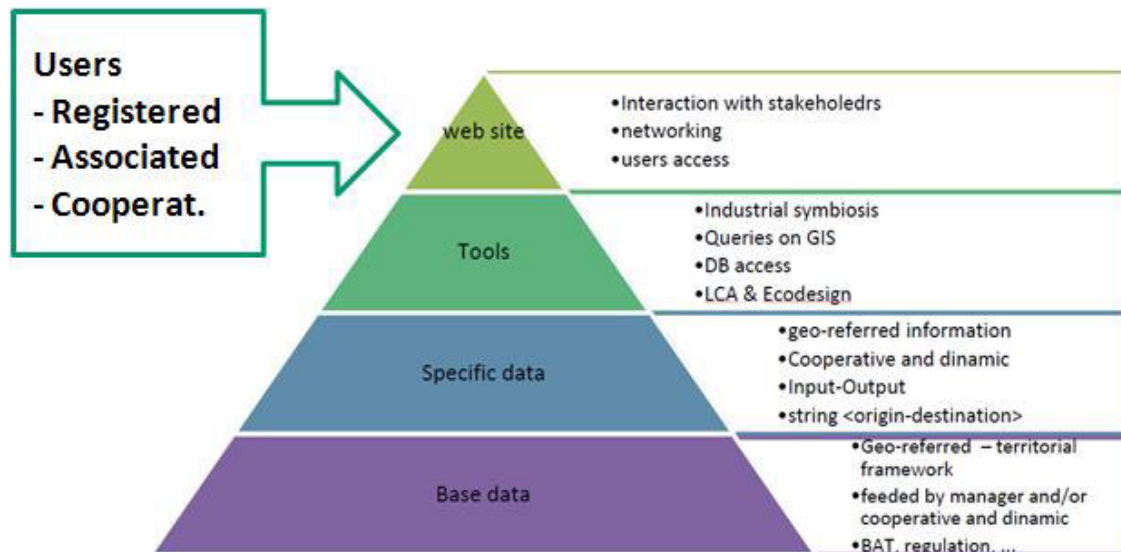 Users
- Registered
- Associated
- Cooperat.
web site
•Interaction with stakeholedrs
•networking
•users access
Tools
•Industrial symbiosis
•Queries on GIS
•DB access
•LCA & Ecodesign
Specific data
•geo-referred information
•Cooperative and dinamic
•Input-Output
•string <origin-destination>
Base data
•Geo-referred – territorial
framework
•feeded by manager and/or
cooperative and dinamic
•BAT, regulation, ...